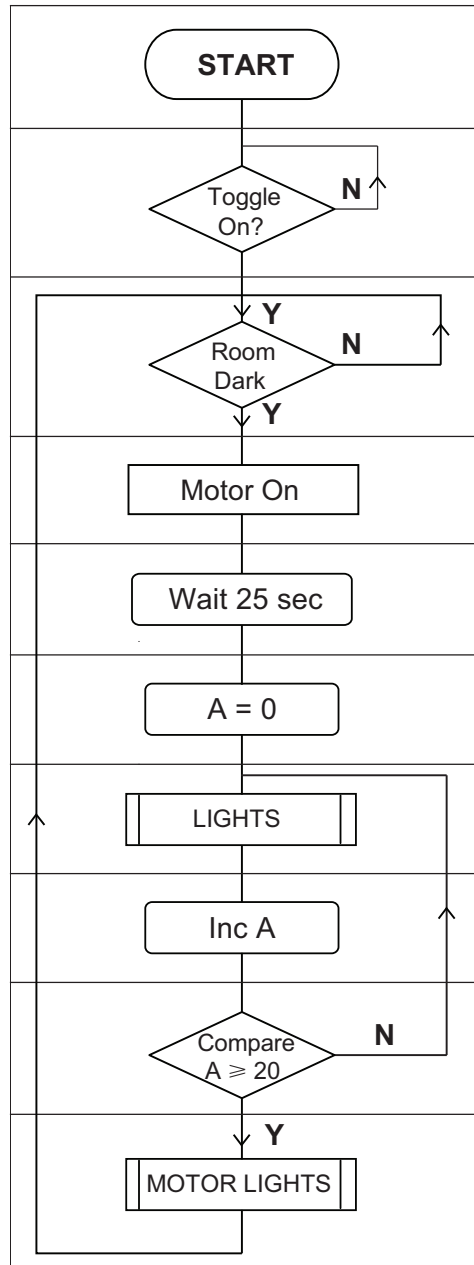 START
Toggle
On?
N
Y
Room
Dark
N
Y
Motor On
Wait 25 sec
A = 0
LIGHTS
Inc A
Compare
A ⩾ 20
N
Y
MOTOR LIGHTS